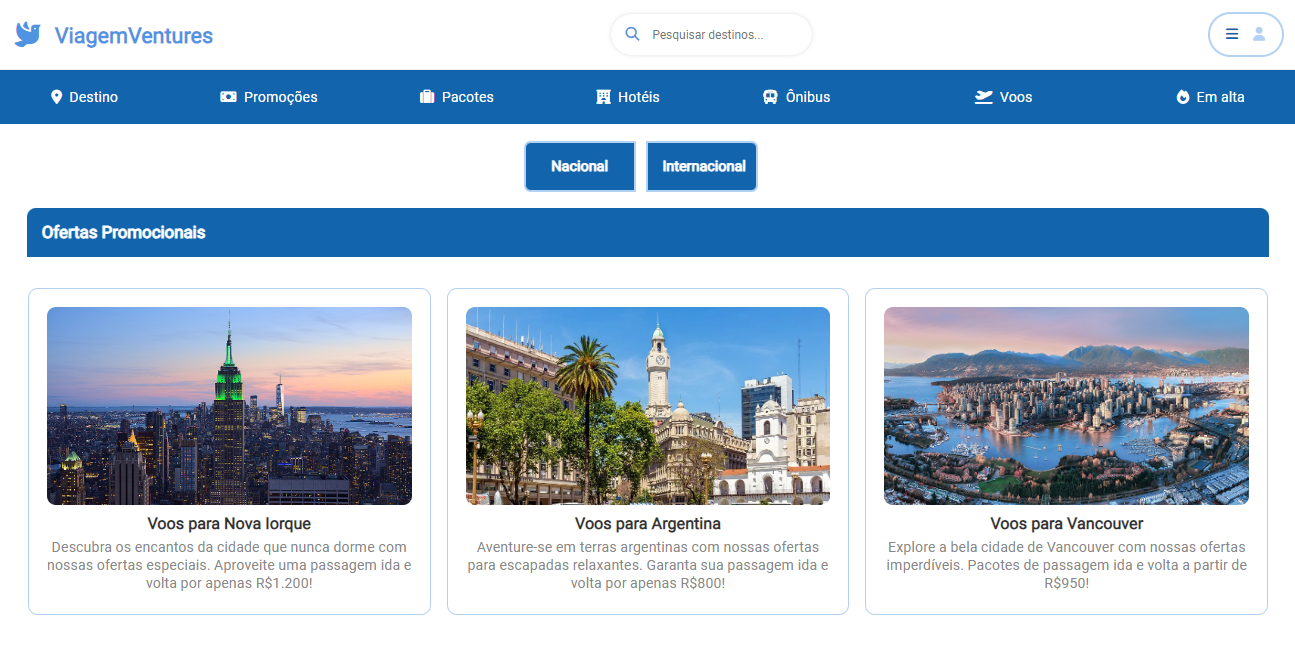 ViagemVentures
Pesquisar destinos...
Destino
Promoções
Pacotes
Hotéis
Ônibus
Voos
Em alta
Nacional
Internacional
Ofertas Promocionais
Voos para Nova Iorque
Descubra os encantos da cidade que nunca dorme com
nossas ofertas especiais. Aproveite uma passagem ida e
volta por apenas R$1.200!
Voos para Argentina
Aventure-se em terras argentinas com nossas ofertas
para escapadas relaxantes. Garanta sua passagem ida e
volta por apenas R$800!
Voos para Vancouver
Explore a bela cidade de Vancouver com nossas ofertas
imperdíveis. Pacotes de passagem ida e volta a partir de
R$950!